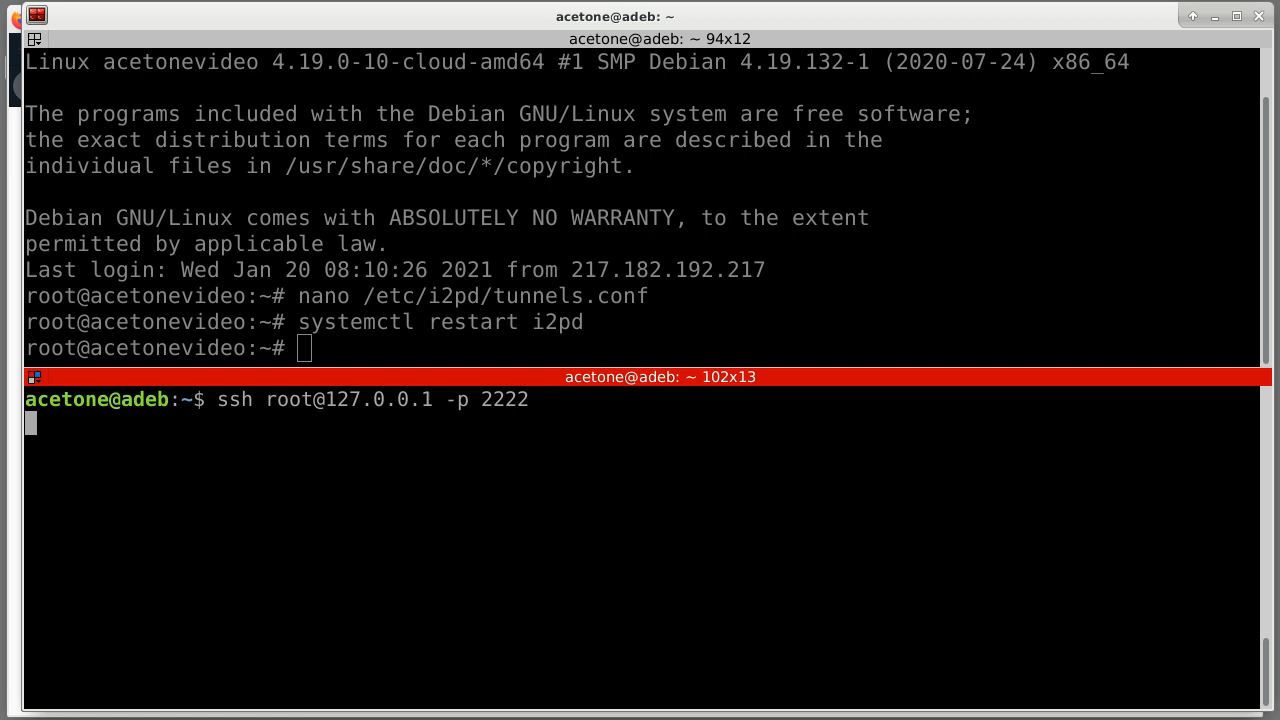 acetone@adeb: ~
acetone@adeb: ~ 94x12
Linux acetonevideo 4.19.0-10-cloud-amd64 #1 SMP Debian 4.19.132-1 (2020-07-24) x86_64
The programs included with the Debian GNU/Linux system are free software;
the exact distribution terms for each program are described in the
individual files in /usr/share/doc/*/copyright.
Debian GNU/Linux comes with ABSOLUTELY NO WARRANTY, to the extent
permitted by applicable law.
Last login: Wed Jan 20 08:10:26 2021 from 217.182.192.217
root@acetonevideo:~# nano /etc/i2pd/tunnels.conf
root@acetonevideo:~# systemctl restart i2pd
root@acetonevideo:~#
acetone@adeb: ~ 102x13
acetone@adeb:~$ ssh root@127.0.0.1 -p 2222